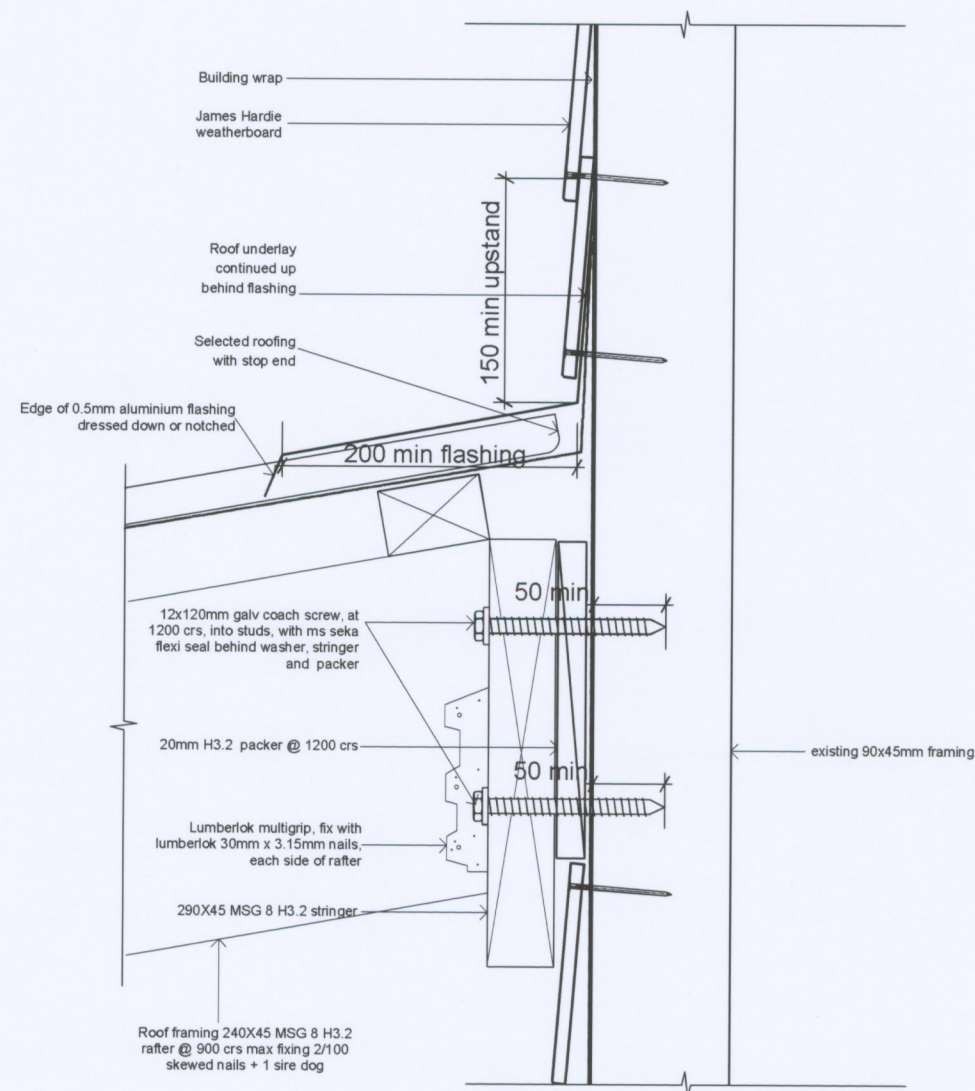 Building wrap
James Hardie
weatherboard
150 min upstand
Roof underlay
continued up
behind flashing
Selected roofing
with stop end
Edge of 0.5mm aluminium flashing
dressed down or notched
200 min flashing
50 min
12x120mm galv coach screw, at
1200 crs, into studs, with ms seka
flexi seal behind washer, stringer
and packer
20mm H3.2 packer @ 1200 crs
existing 90x45mm framing
50 min
Lumberlok multigrip, fix with
lumberlok 30mm x 3.15mm nails,
each side of rafter
290X45 MSG 8 H3.2 stringer
Roof framing 240X45 MSG 8 H3.2
rafter @ 900 crs max fixing 2/100
skewed nails + 1 sire dog